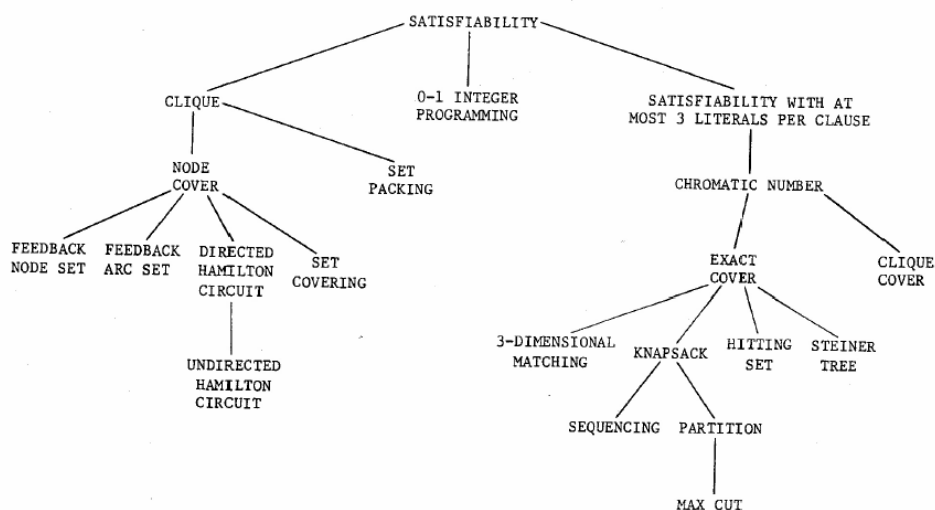 SATISFIABILITY
CLIQUE
0-1 INTEGER
PROGRAMMING
SATISFIABILITY WITH AT
MOST 3 LITERALS PER CLAUSE
NODE
COVER
SET
PACKING
CHROMATIC NUMBER
FEEDBACK
NODE SET
FEEDBACK
ARC SET
DIRECTED
HAMILTON
CIRCUIT
SET
COVERING
EXACT
COVER
CLIQUE
COVER
UNDIRECTED
HAMILTON
CIRCUIT
3-DIMENSIONAL
MATCHING
KNAPSACK
HITTING
SET
STEINER
TREE
SEQUENCING
PARTITION
MAX CUT